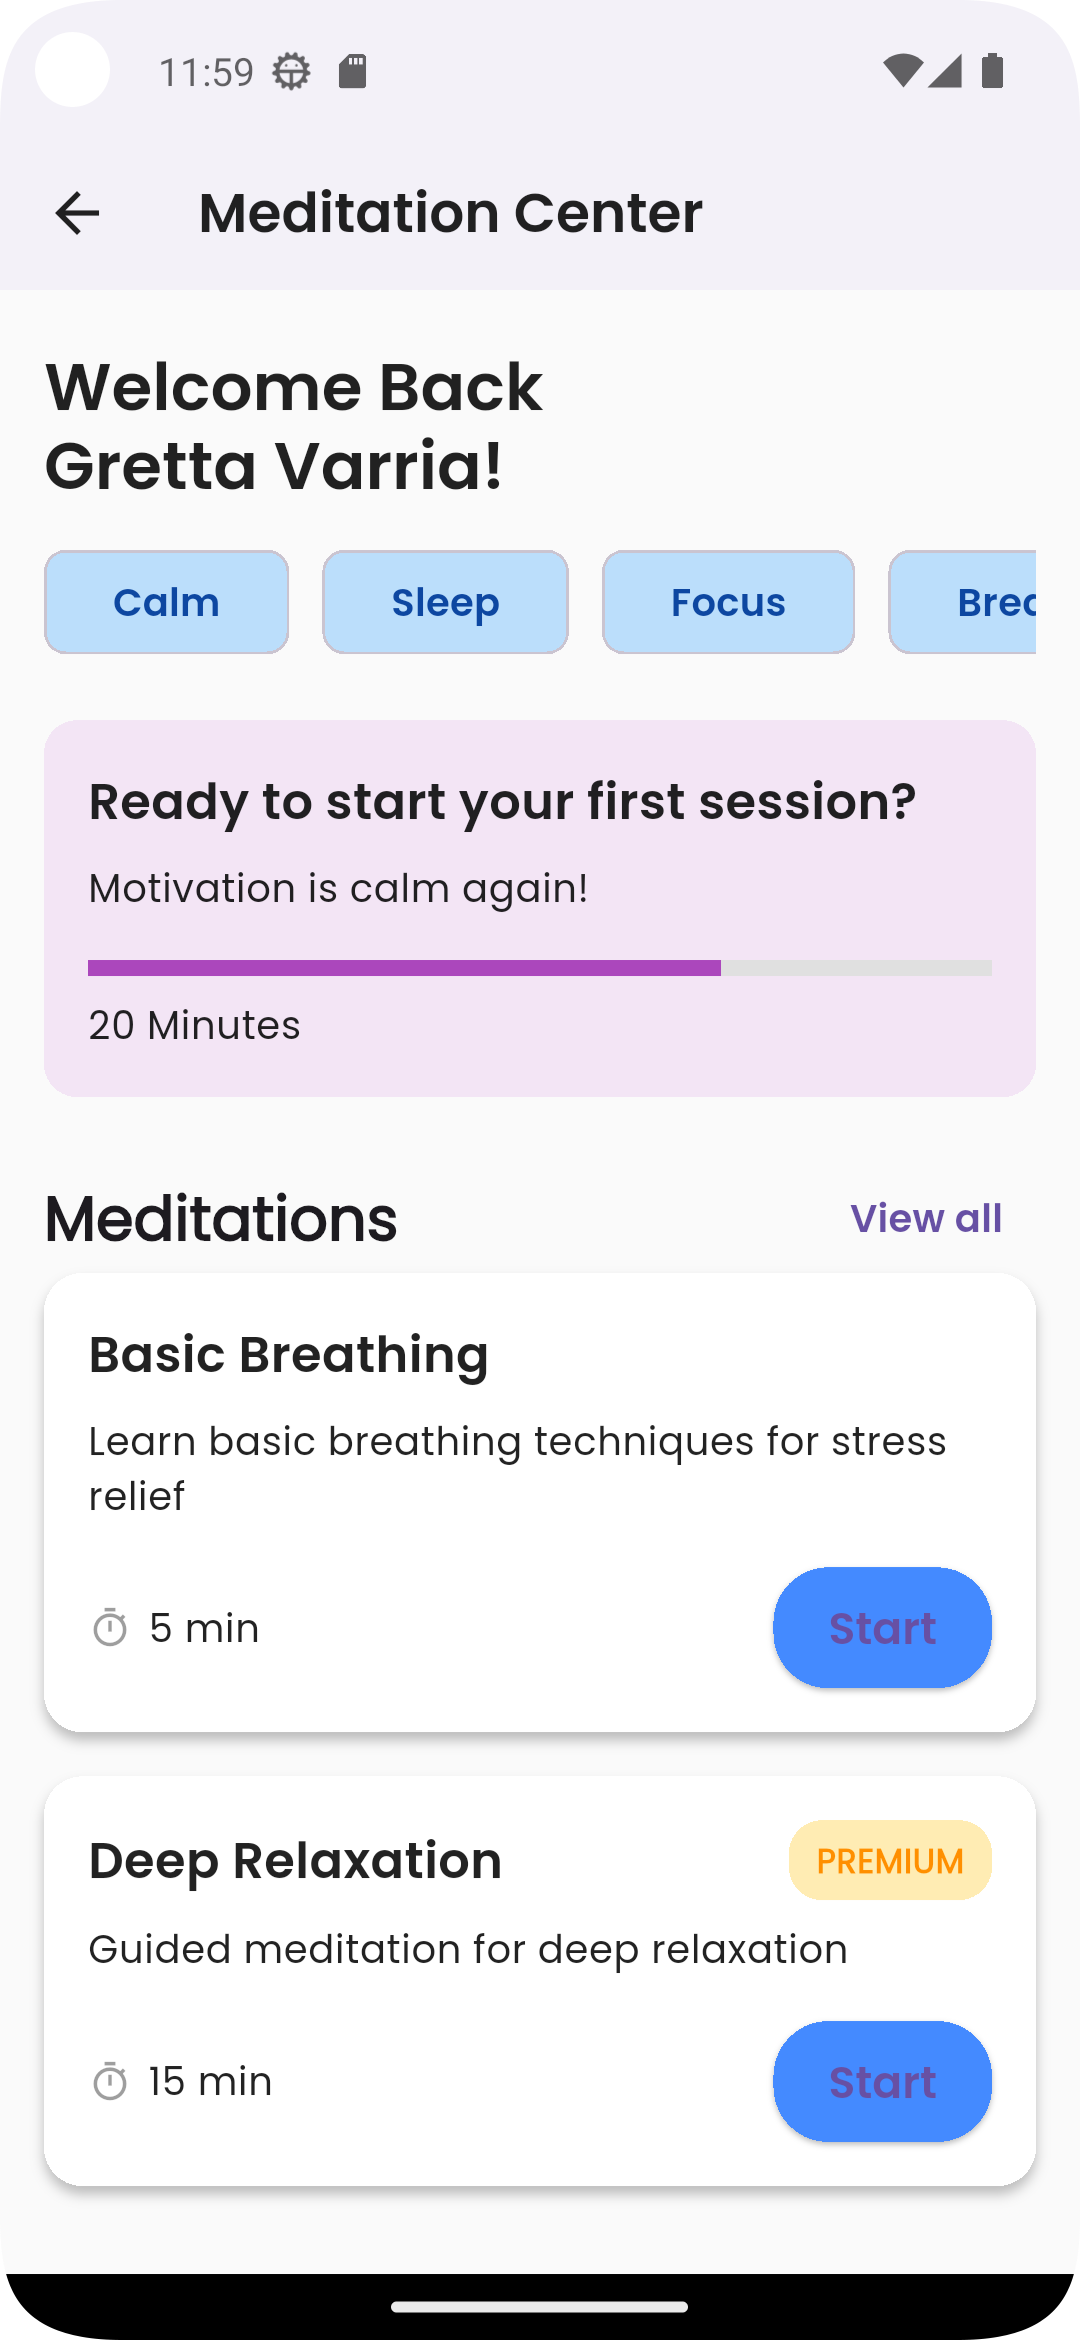 11:59
Meditation Center
Welcome Back
Gretta Varria!
Calm
Sleep
Focus
Ready to start your first session?
Motivation is calm again!
20 Minutes
Meditations
View all
Basic Breathing
Learn basic breathing techniques for stress
relief
5 min
Start
Deep Relaxation
PREMIUM
Guided meditation for deep relaxation
15 min
Start